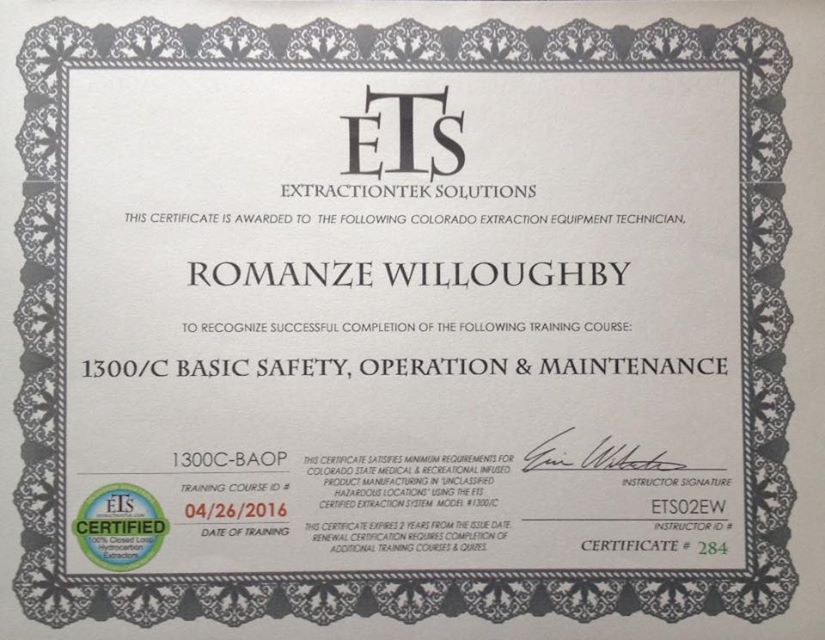 ETS
EXTRACTIONTEK SOLUTIONS
THIS CERTIFICATE IS AWARDED TO THE FOLLOWING COLORADO EXTRACTION EQUIPMENT TECHNICIAN,
ROMANZE WILLOUGHBY
TO RECOGNIZE SUCCESSFUL COMPLETION OF THE FOLLOWING TRAINING COURSE:
1300/C BASIC SAFETY, OPERATION & MAINTENANCE
1300C-BAOP
TRAINING COURSE ID #
04/26/2016
DATE OF TRAINING
ETS
CERTIFIED
100% Closed Loop
Hydrocarbon
Extractors
THIS CERTIFICATE SATISFIES MINIMUM REQUIREMENTS FOR
COLORADO STATE MEDICAL & RECREATIONAL INFUSED
PRODUCT MANUFACTURING IN 'UNCLASSIFIED
HAZARDOUS LOCATIONS' USING THE ETS
CERTIFIED EXTRACTION SYSTEM MODEL #1300/C
THIS CERTIFICATE EXPIRES 2 YEARS FROM THE ISSUE DATE.
RENEWAL CERTIFICATION REQUIRES COMPLETION OF
ADDITIONAL TRAINING COURSES & QUIZES.
INSTRUCTOR SIGNATURE
ETS02EW
INSTRUCTOR ID #
CERTIFICATE # 284